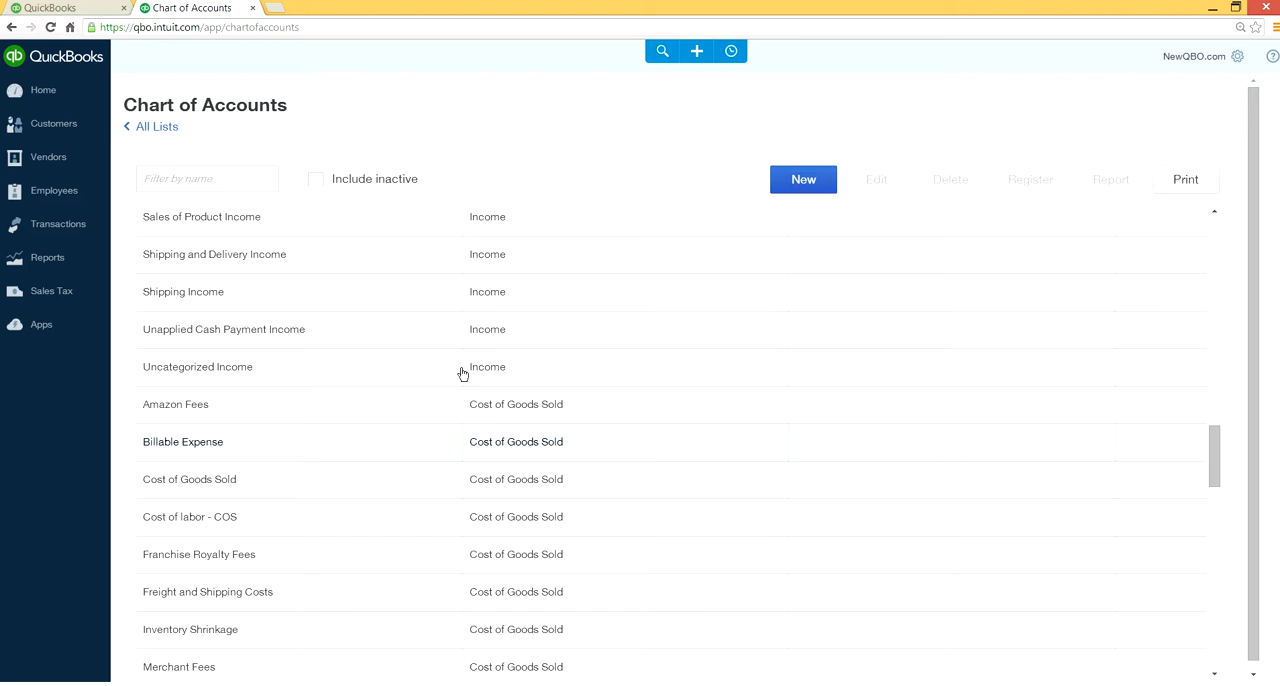 QuickBooks × Chart of Accounts ×
https://qbo.intuit.com/app/chartofaccounts
qb QuickBooks
NewQBO.com ?
Home
Customers
Vendors
Employees
Transactions
Reports
Sales Tax
Apps
Chart of Accounts
All Lists
Filter by name Include inactive New Edit Delete Register Report Print
Sales of Product Income Income
Shipping and Delivery Income Income
Shipping Income Income
Unapplied Cash Payment Income Income
Uncategorized Income Income
Amazon Fees Cost of Goods Sold
Billable Expense Cost of Goods Sold
Cost of Goods Sold Cost of Goods Sold
Cost of labor - COS Cost of Goods Sold
Franchise Royalty Fees Cost of Goods Sold
Freight and Shipping Costs Cost of Goods Sold
Inventory Shrinkage Cost of Goods Sold
Merchant Fees Cost of Goods Sold